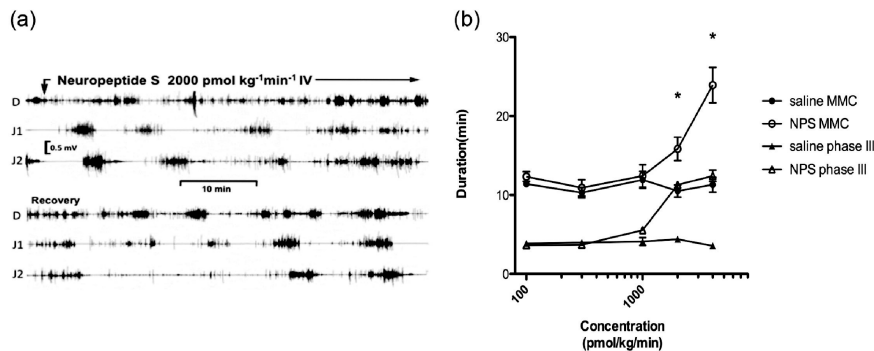 (a)
Neuropeptide S 2000 pmol kg-1min-1 IV
D
J1
0.5 mV
J2
10 min
Recovery
D
J1
J2
(b)
30
20
10
0
Duration(min)
*
*
100
1000
Concentration
(pmol/kg/min)
saline MMC
NPS MMC
saline phase III
NPS phase III